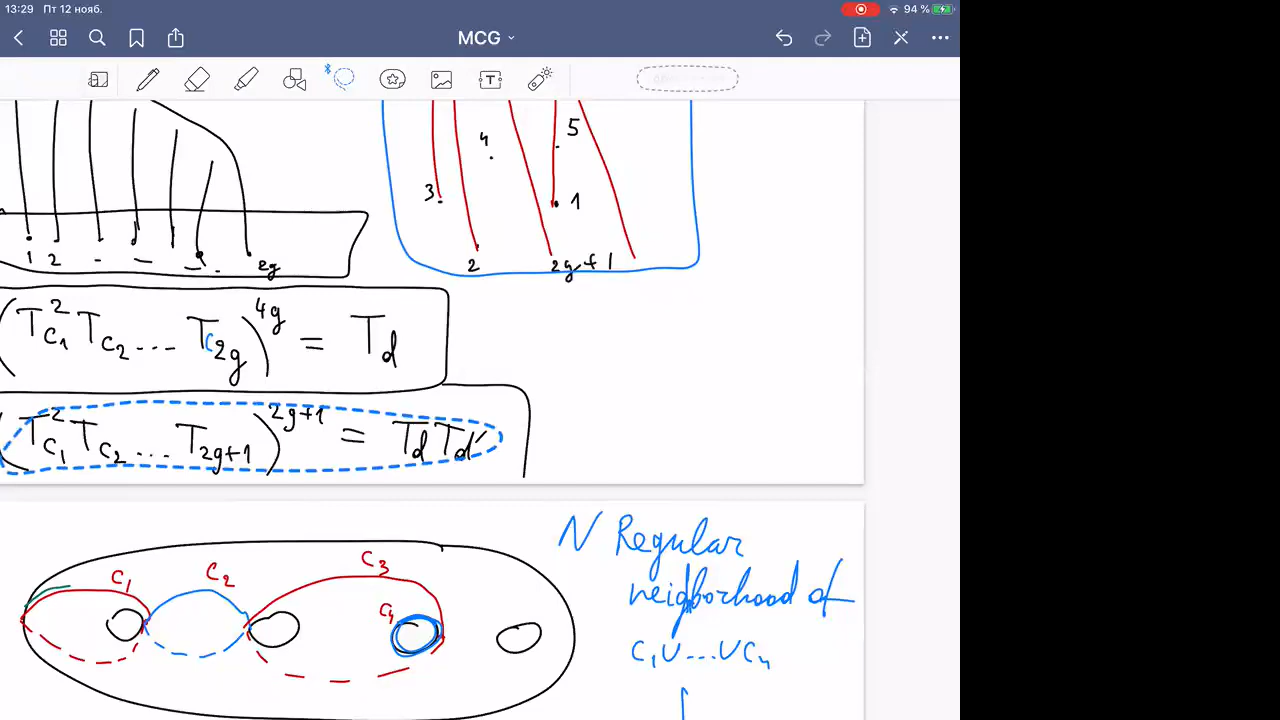 13:29 Пт 12 нояб.
94 %
MCG
3
4
5
1
2
2g+1
1 2 - - - . 2g
(T_{c_1}^2 T_{c_2} ... T_{c_{2g}})^{4g} = T_d
(T_{c_1}^2 T_{c_2} ... T_{2g+1})^{2g+1} = T_d T_{d'}
N Regular
neigborhood of
c_1 ∪ ... ∪ c_n
c_1
c_2
c_3
c_4